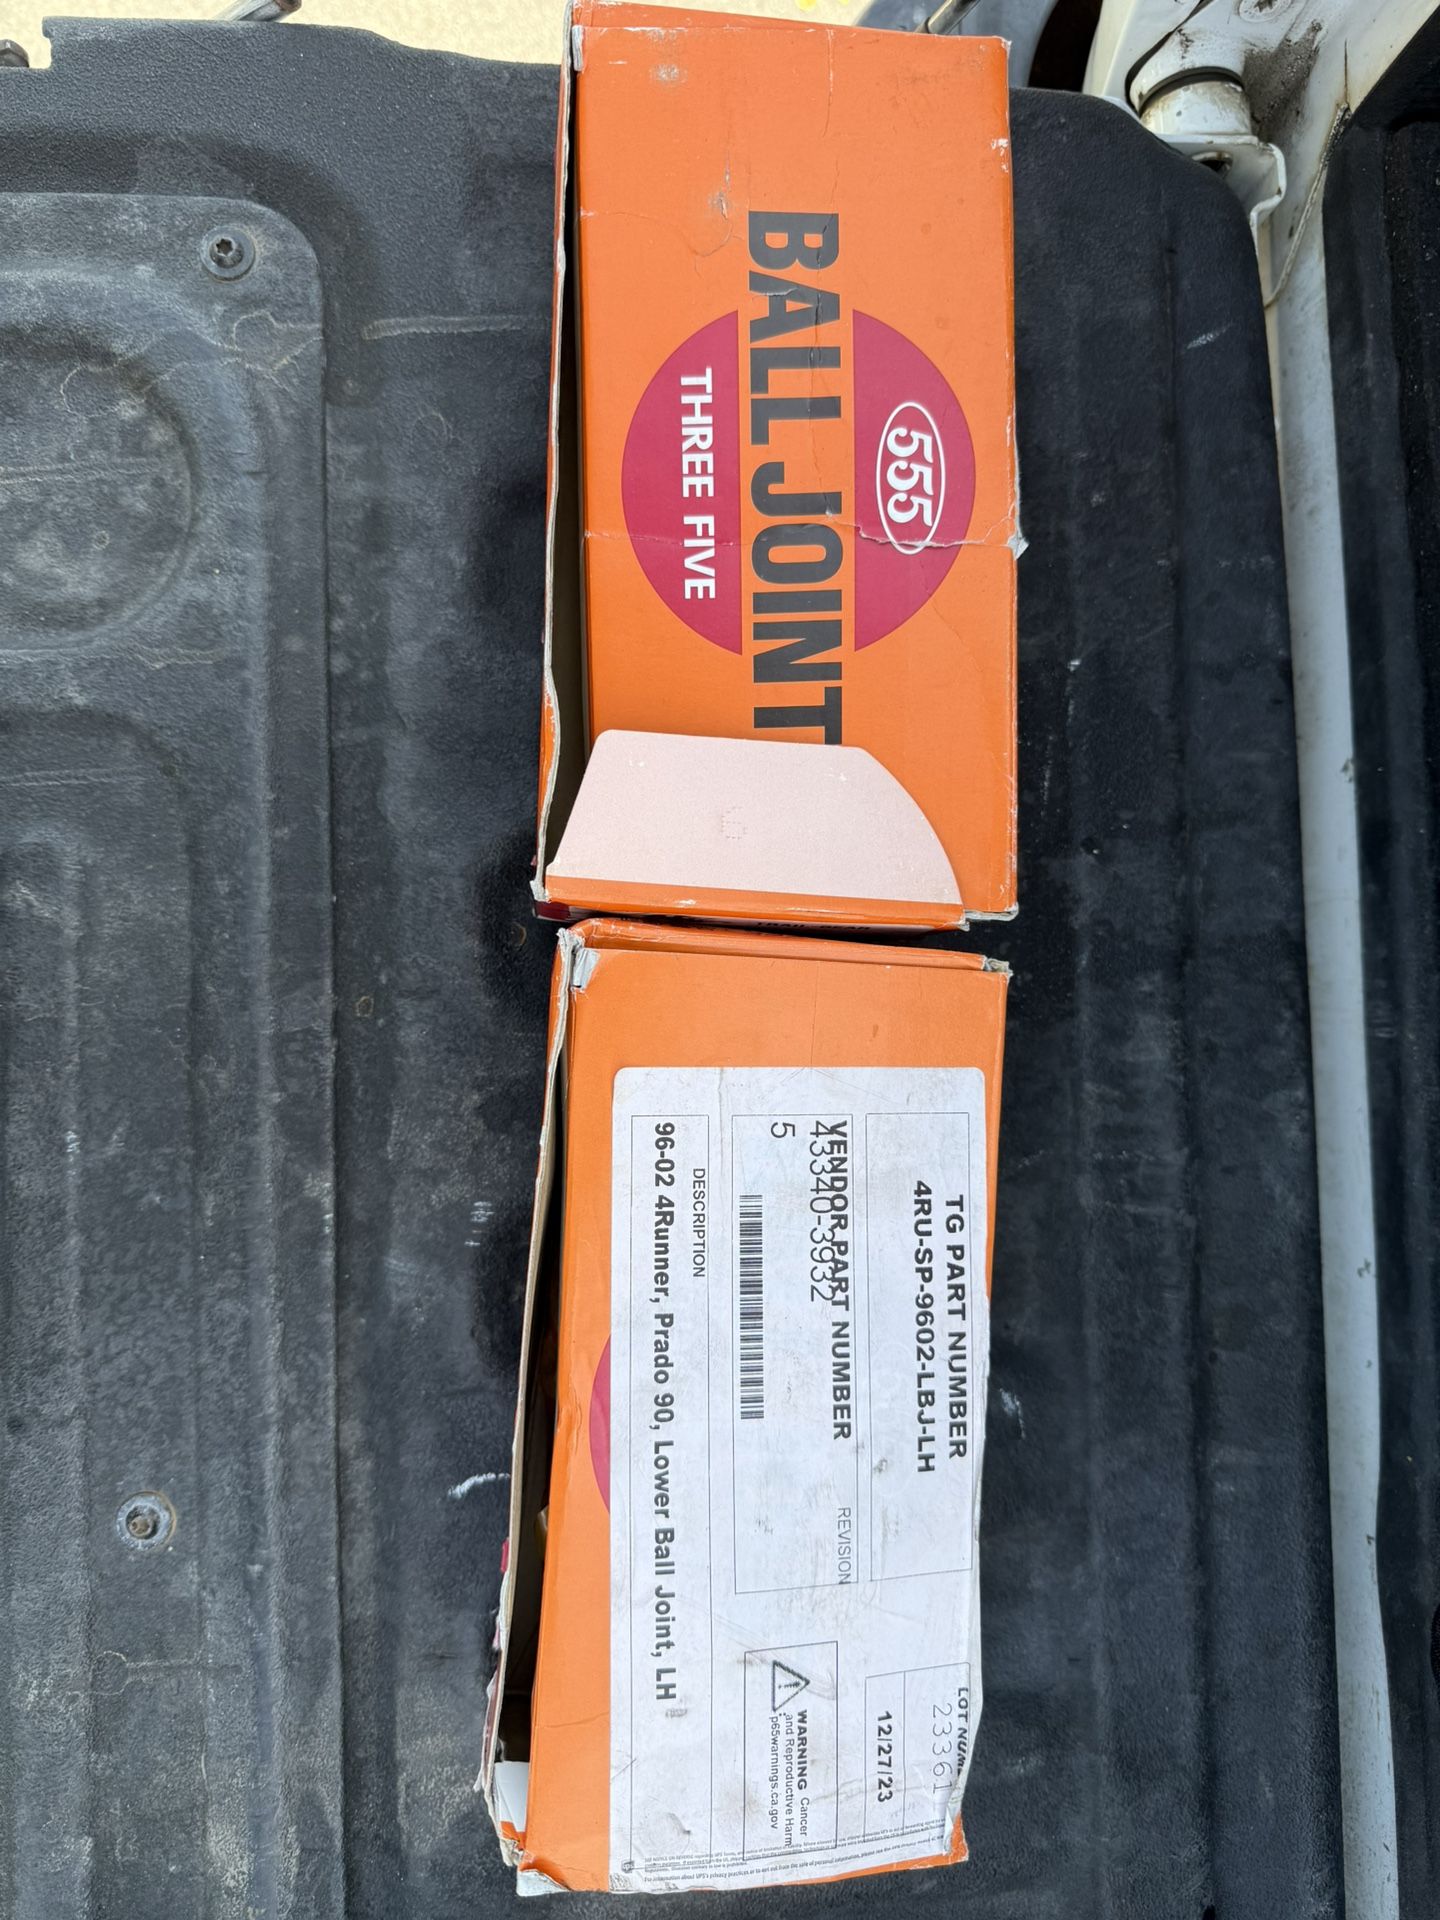 BALL JOINT
555
THREE FIVE
TG PART NUMBER
4RU-SP-9602-LBJ-LH
LOT NUM
23361
12/27/23
VENDOR PART NUMBER
REVISION
43340-3932
5
WARNING Cancer
and Reproductive Harm
p65warnings.ca.gov
DESCRIPTION
96-02 4Runner, Prado 90, Lower Ball Joint, LH